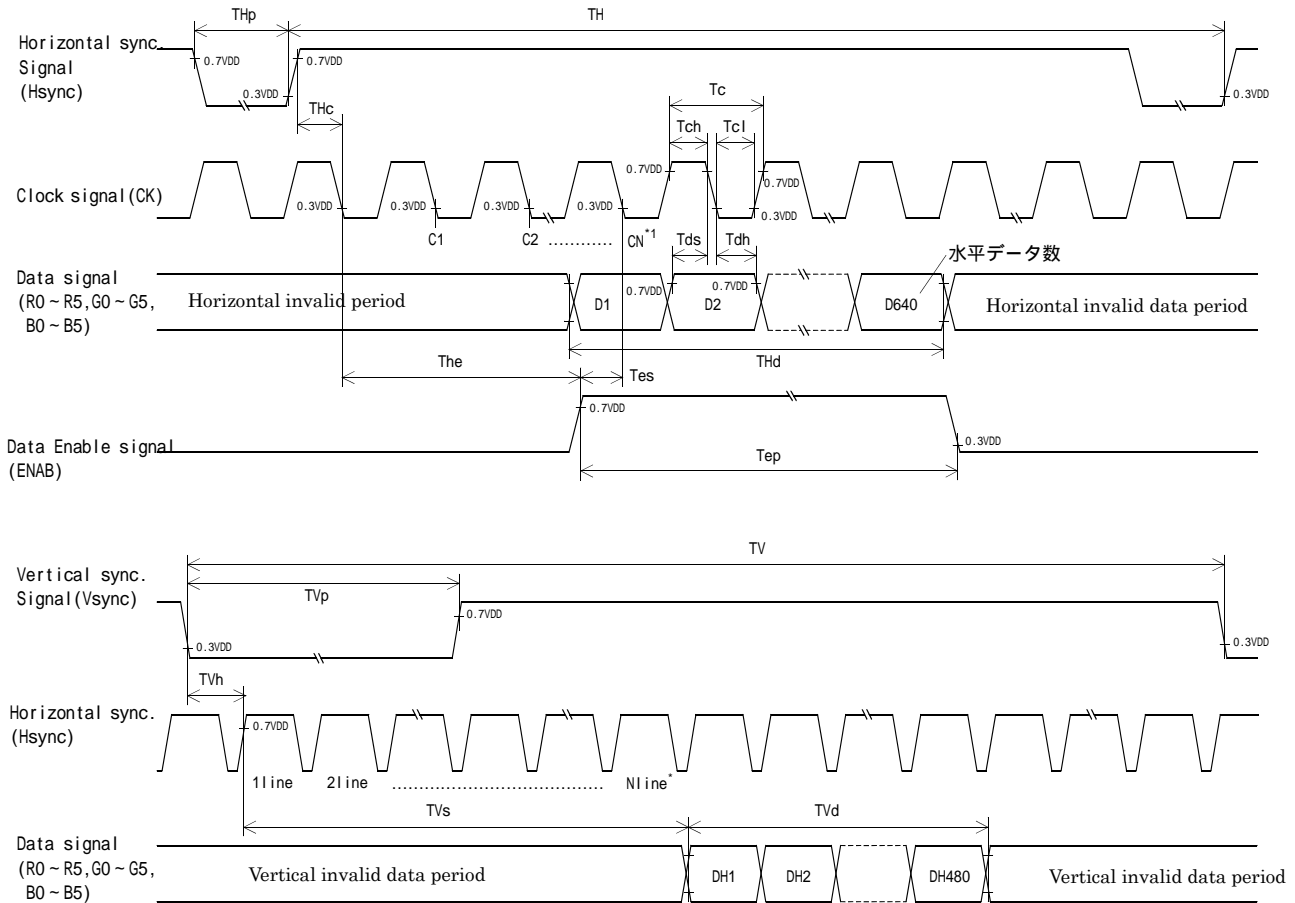 THp
TH
Horizontal sync.
Signal
(Hsync)
0.7VDD
0.7VDD
0.3VDD
0.3VDD
THc
Tc
Tch
Tcl
Clock signal(CK)
0.7VDD
0.7VDD
0.3VDD
0.3VDD
0.3VDD
0.3VDD
0.3VDD
C1
C2 ............ CN*1
Tds
Tdh
水平データ数
Data signal
(R0~R5,G0~G5,
B0~B5)
Horizontal invalid period
0.7VDD
0.7VDD
D1
D2
D640
Horizontal invalid data period
THd
The
Tes
0.7VDD
Data Enable signal
(ENAB)
0.3VDD
Tep
TV
Vertical sync.
Signal(Vsync)
TVp
0.7VDD
0.3VDD
0.3VDD
TVh
Horizontal sync.
(Hsync)
0.7VDD
1line
2line ...................................... Nline*
TVs
TVd
Data signal
(R0~R5,G0~G5,
B0~B5)
Vertical invalid data period
DH1
DH2
DH480
Vertical invalid data period